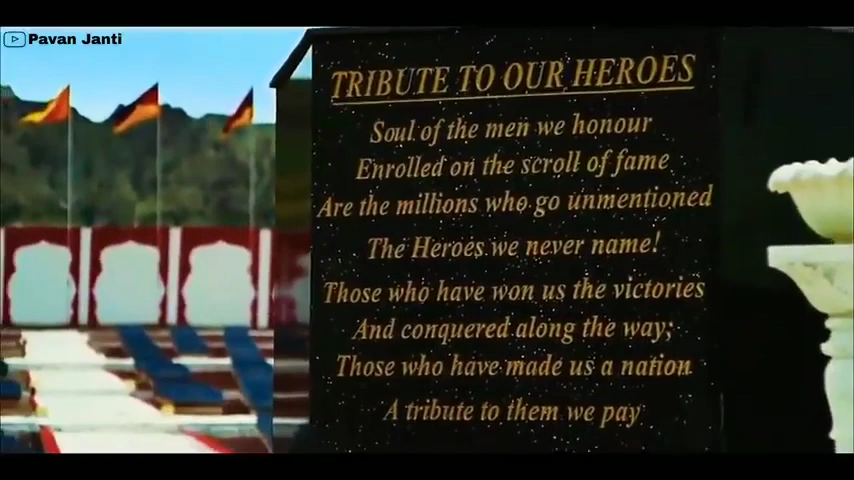 Pavan Janti
TRIBUTE TO OUR HEROES
Soul of the men we honour
Enrolled on the scroll of fame
Are the millions who go unmentioned
The Heroes we never name!
Those who have won us the victories
And conquered along the way;
Those who have made us a nation
A tribute to them we pay